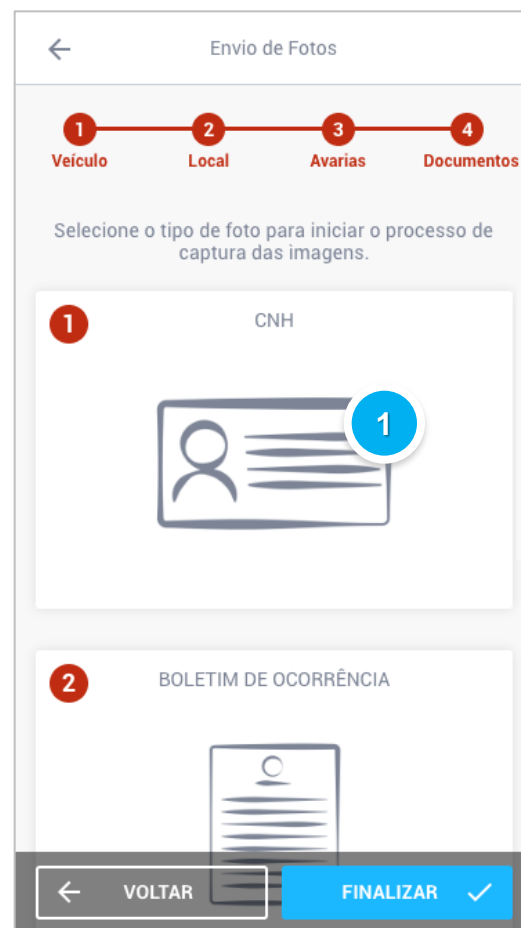 Envio de Fotos
1 2 3 4
Veículo Local Avarias Documentos
Selecione o tipo de foto para iniciar o processo de
captura das imagens.
1 CNH
1
2 BOLETIM DE OCORRÊNCIA
VOLTAR FINALIZAR